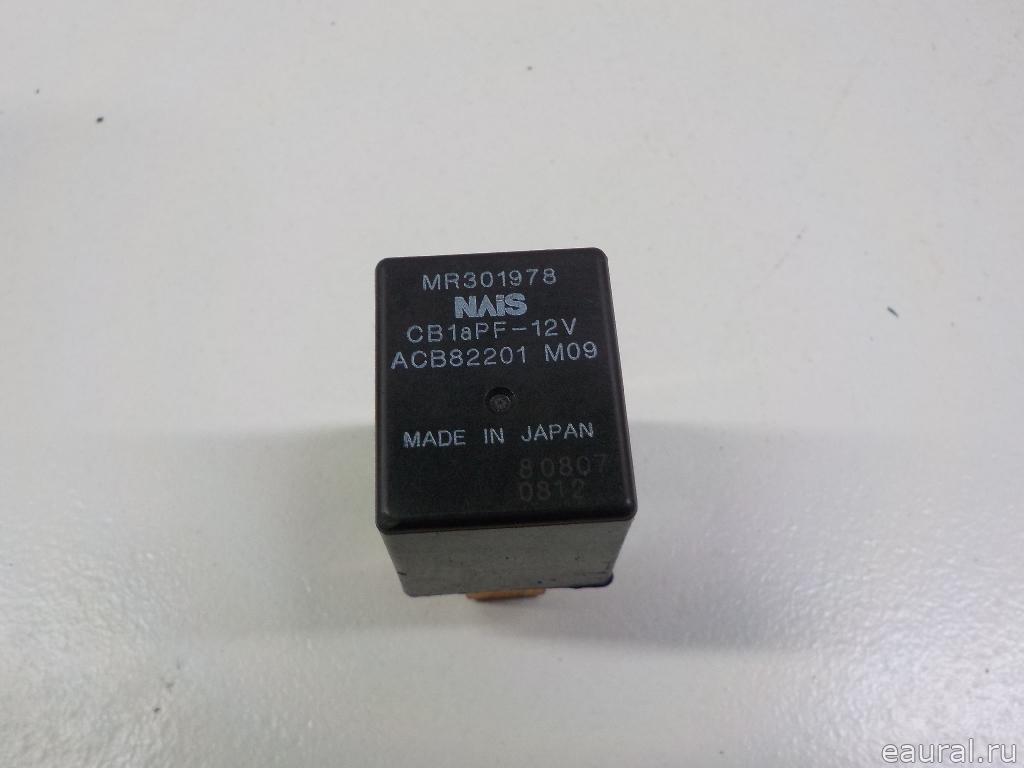 MR301978
NAiS
CB1aPF-12V
ACB82201 M09
MADE IN JAPAN
80807
0812
eaural.ru